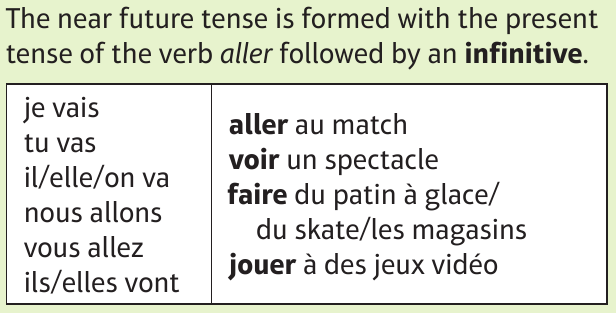 The near future tense is formed with the present
tense of the verb aller followed by an infinitive.
je vais
tu vas
il/elle/on va
nous allons
vous allez
ils/elles vont
aller au match
voir un spectacle
faire du patin à glace/
du skate/les magasins
jouer à des jeux vidéo